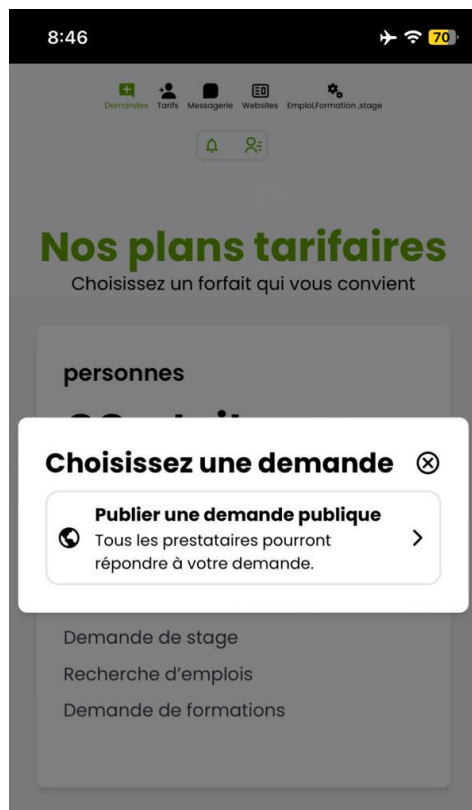 8:46
70
Demandes Tarifs Messagerie Websites Emploi,Formation ,stage
Nos plans tarifaires
Choisissez un forfait qui vous convient
personnes
Choisissez une demande
Publier une demande publique
Tous les prestataires pourront
répondre à votre demande.
Demande de stage
Recherche d'emplois
Demande de formations